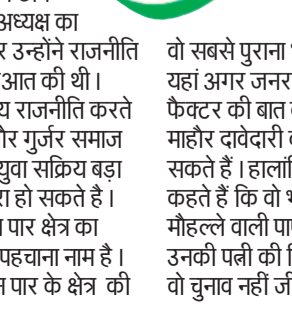 अध्यक्ष का
र उन्होंने राजनीति
आत की थी।
य राजनीति करते
और गुर्जर समाज
युवा सक्रिय बड़ा
रा हो सकते है।
पार क्षेत्र का
पहचाना नाम है।
पार के क्षेत्र की
वो सबसे पुराना
यहां अगर जनर
फैक्टर की बात
माहौर दावेदारी
सकते हैं। हालांि
कहते हैं कि वो
मौहल्ले वाली पा
उनकी पत्नी की
वो चुनाव नहीं जी